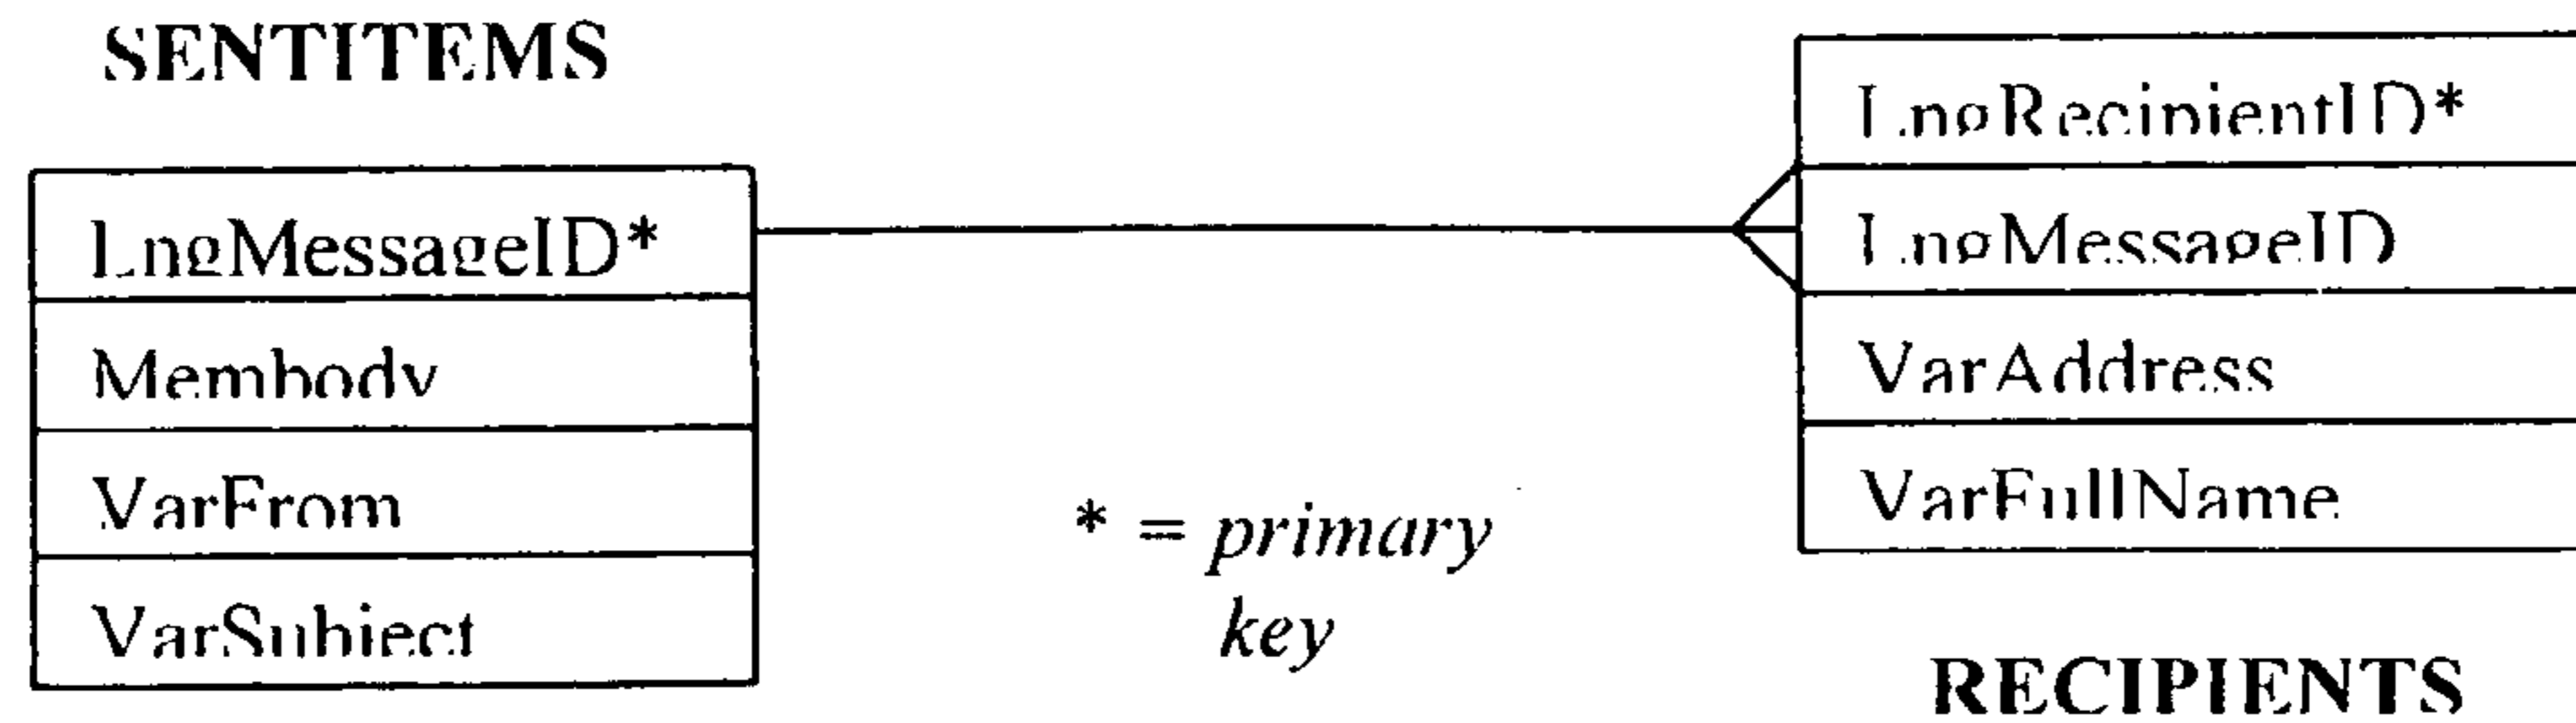 SENTITEMS
LngMessageID*
Membody
VarFrom
VarSubject
* = primary
key
LngRecipientID*
LngMessageID
VarAddress
VarFullName
RECIPIENTS